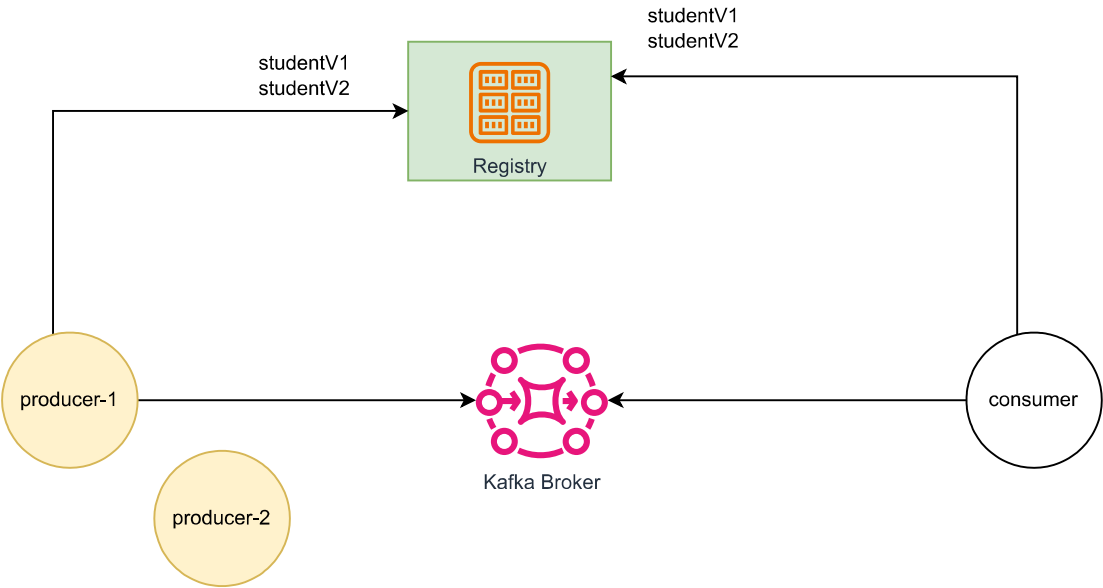 studentV1
studentV2
studentV1
studentV2
Registry
producer-1
consumer
Kafka Broker
producer-2